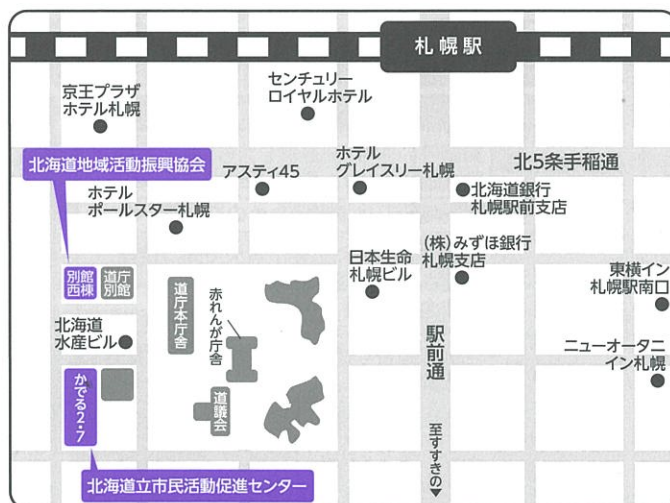 札幌駅
京王プラザ
ホテル札幌
センチュリー
ロイヤルホテル
北海道地域活動振興協会
アスティ45
ホテル
グレイスリー札幌
北5条手稲通
ホテル
ポールスター札幌
北海道銀行
札幌駅前支店
別館
西棟
道庁
別館
道庁本庁舎
赤れんが庁舎
日本生命
札幌ビル
(株)みずほ銀行
札幌支店
東横イン
札幌駅南口
北海道
水産ビル
駅前通
ニューオータニ
イン札幌
かでる2・7
道議会
至すすきの
北海道立市民活動促進センター